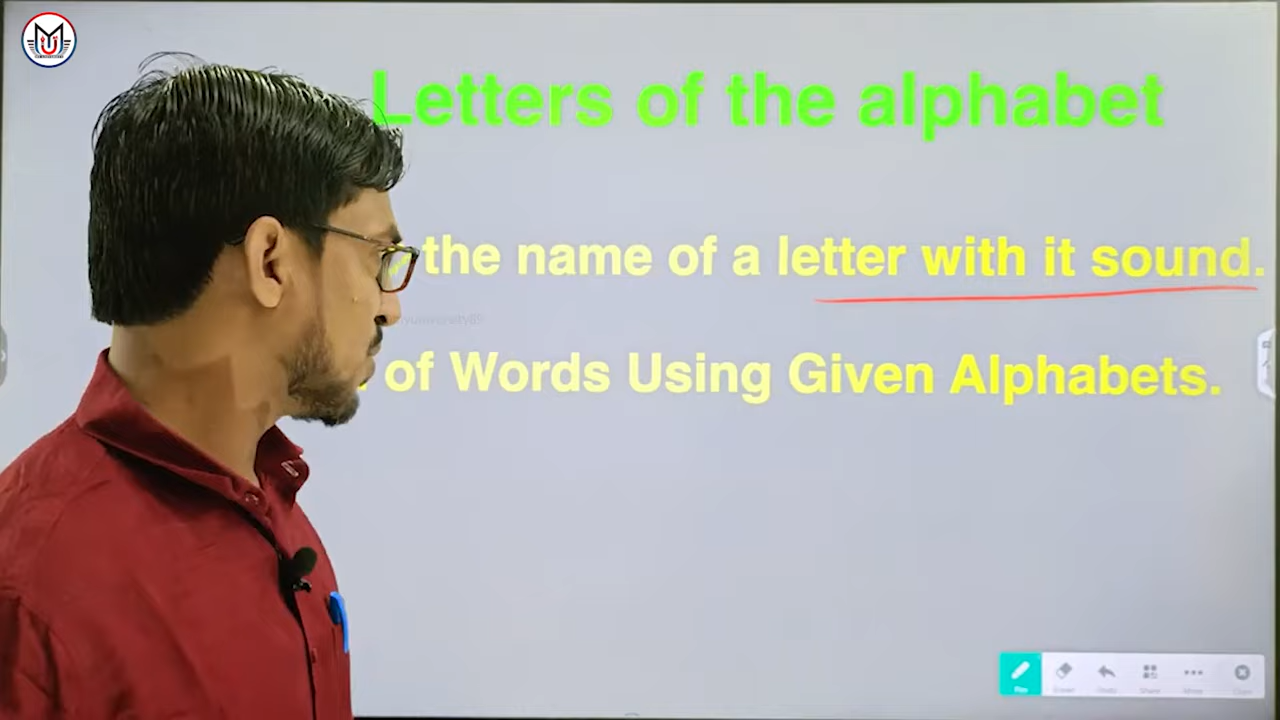 Letters of the alphabet
the name of a letter with it sound.
of Words Using Given Alphabets.